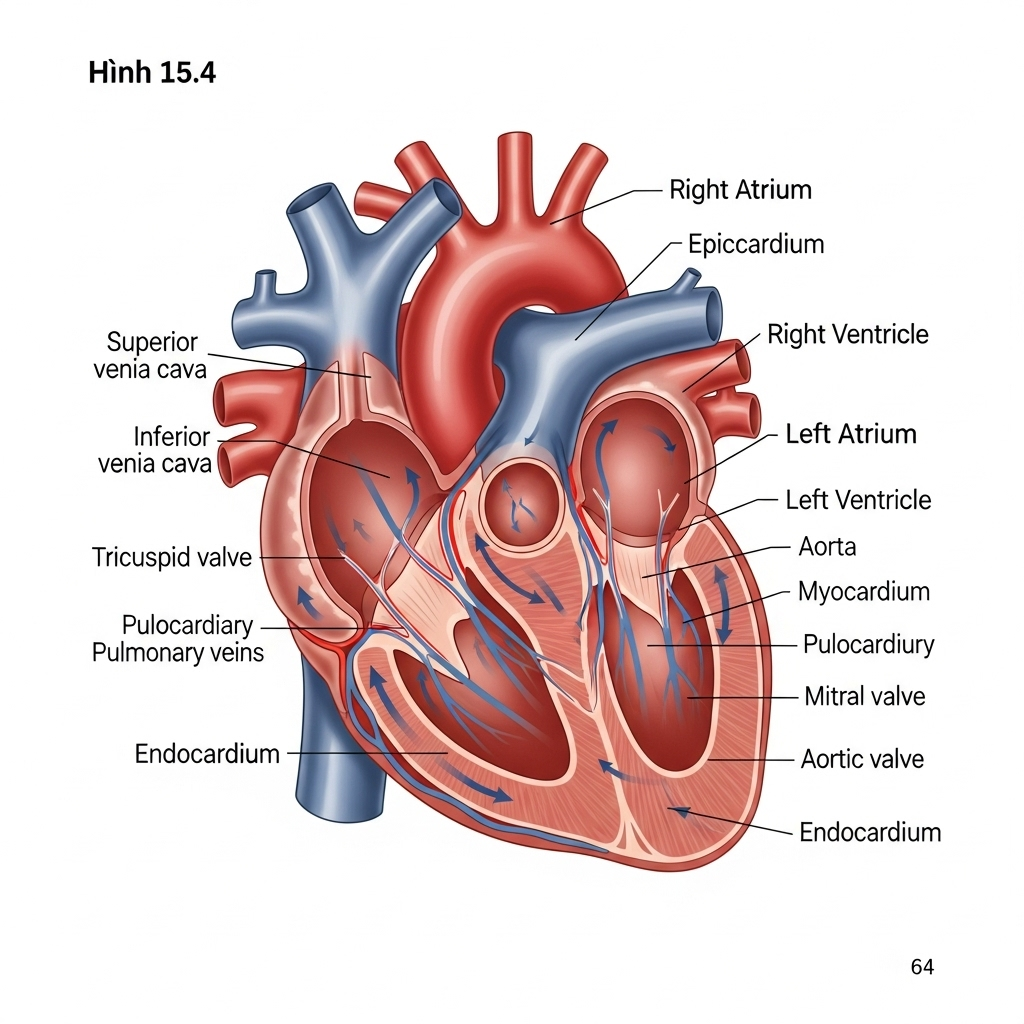 Hình 15.4
Right Atrium
Epiccardium
Right Ventricle
Superior
venia cava
Left Atrium
Inferior
venia cava
Left Ventricle
Aorta
Tricuspid valve
Myocardium
Pulocardiary
Pulmonary veins
Pulocardiury
Mitral valve
Endocardium
Aortic valve
Endocardium
64